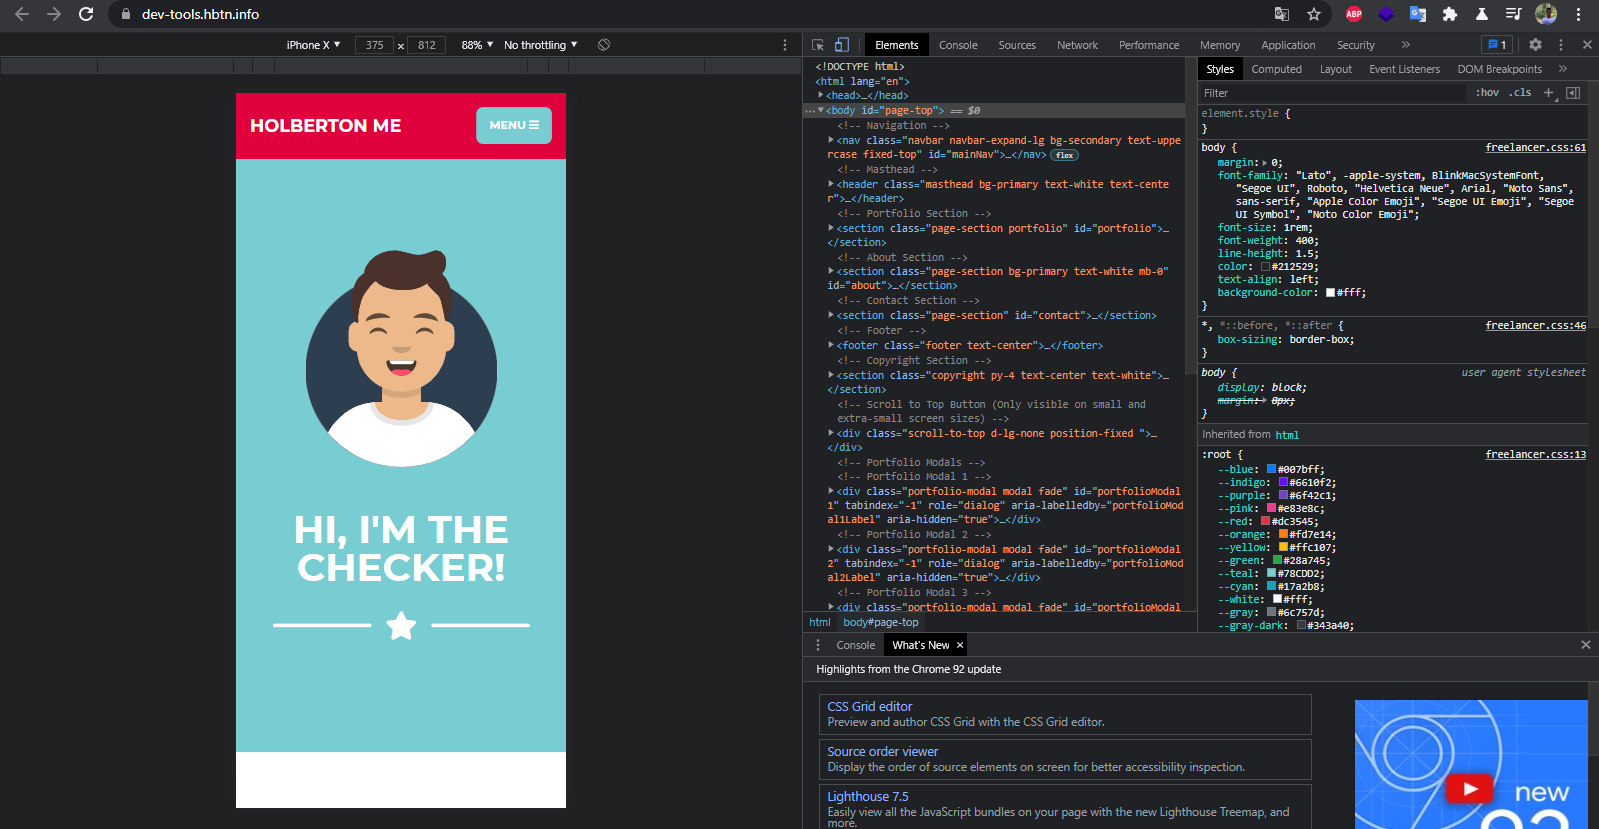 dev-tools.hbtn.info
ABP
iPhone X ▼ 375 × 812 88% ▼ No throttling ▼
Elements Console Sources Network Performance Memory Application Security » 1
HOLBERTON ME
MENU
HI, I'M THE
CHECKER!
<!DOCTYPE html>
<html lang="en">
▶<head>…</head>
…▼<body id="page-top"> == $0
<!-- Navigation -->
▶<nav class="navbar navbar-expand-lg bg-secondary text-uppe
rcase fixed-top" id="mainNav">…</nav> flex
<!-- Masthead -->
▶<header class="masthead bg-primary text-white text-cente
r">…</header>
<!-- Portfolio Section -->
▶<section class="page-section portfolio" id="portfolio">…
</section>
<!-- About Section -->
▶<section class="page-section bg-primary text-white mb-0"
id="about">…</section>
<!-- Contact Section -->
▶<section class="page-section" id="contact">…</section>
<!-- Footer -->
▶<footer class="footer text-center">…</footer>
<!-- Copyright Section -->
▶<section class="copyright py-4 text-center text-white">…
</section>
<!-- Scroll to Top Button (Only visible on small and
extra-small screen sizes) -->
▶<div class="scroll-to-top d-lg-none position-fixed ">…
</div>
<!-- Portfolio Modals -->
<!-- Portfolio Modal 1 -->
▶<div class="portfolio-modal modal fade" id="portfolioModal
1" tabindex="-1" role="dialog" aria-labelledby="portfolioMod
al1Label" aria-hidden="true">…</div>
<!-- Portfolio Modal 2 -->
▶<div class="portfolio-modal modal fade" id="portfolioModal
2" tabindex="-1" role="dialog" aria-labelledby="portfolioMod
al2Label" aria-hidden="true">…</div>
<!-- Portfolio Modal 3 -->
▶<div class="portfolio-modal modal fade" id="portfolioModal
html body#page-top
Styles Computed Layout Event Listeners DOM Breakpoints »
Filter :hov .cls +
element.style {
}
body { freelancer.css:61
margin:▶ 0;
font-family: "Lato", -apple-system, BlinkMacSystemFont,
"Segoe UI", Roboto, "Helvetica Neue", Arial, "Noto Sans",
sans-serif, "Apple Color Emoji", "Segoe UI Emoji", "Segoe
UI Symbol", "Noto Color Emoji";
font-size: 1rem;
font-weight: 400;
line-height: 1.5;
color: #212529;
text-align: left;
background-color: #fff;
}
*, *::before, *::after { freelancer.css:46
box-sizing: border-box;
}
body { user agent stylesheet
display: block;
margin:▶ 8px;
}
Inherited from html
:root { freelancer.css:13
--blue: #007bff;
--indigo: #6610f2;
--purple: #6f42c1;
--pink: #e83e8c;
--red: #dc3545;
--orange: #fd7e14;
--yellow: #ffc107;
--green: #28a745;
--teal: #78CDD2;
--cyan: #17a2b8;
--white: #fff;
--gray: #6c757d;
--gray-dark: #343a40;
Console What's New ×
Highlights from the Chrome 92 update
CSS Grid editor
Preview and author CSS Grid with the CSS Grid editor.
Source order viewer
Display the order of source elements on screen for better accessibility inspection.
Lighthouse 7.5
Easily view all the JavaScript bundles on your page with the new Lighthouse Treemap, and
more.
new
92